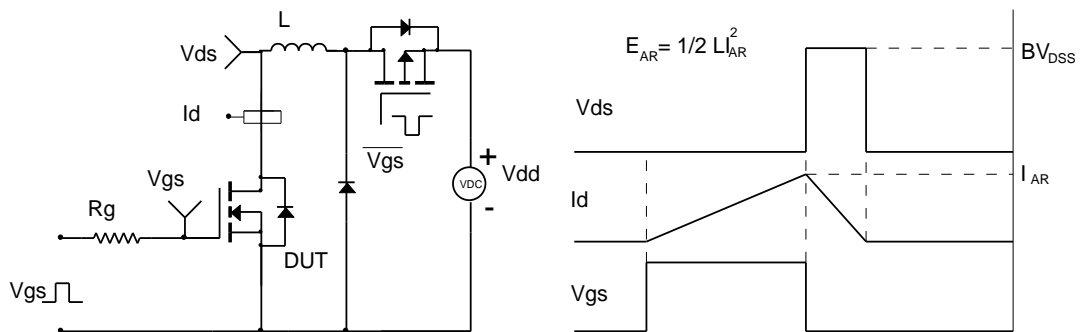 L
Vds
Id
Vgs
Vgs
Rg
DUT
Vgs
VDC
+
Vdd
-
E_AR = 1/2 LI_AR^2
BV_DSS
Vds
I_AR
Id
Vgs